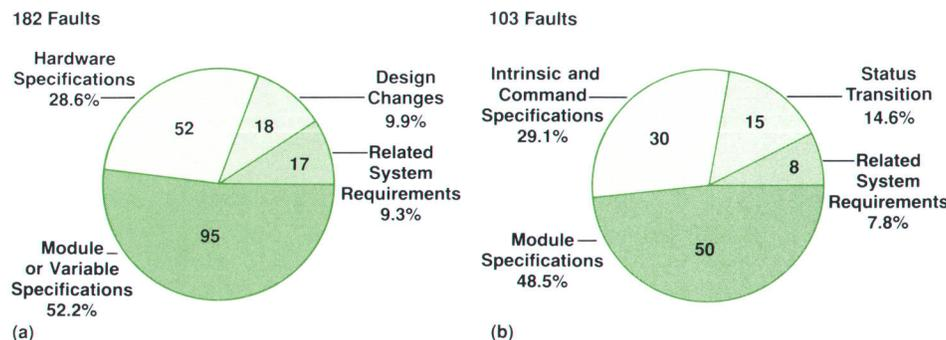 182 Faults
Hardware
Specifications
28.6%
52
18
Design
Changes
9.9%
17
Related
System
Requirements
9.3%
95
Module
or Variable
Specifications
52.2%
(a)
103 Faults
Intrinsic and
Command
Specifications
29.1%
30
15
Status
Transition
14.6%
8
Related
System
Requirements
7.8%
50
Module
Specifications
48.5%
(b)